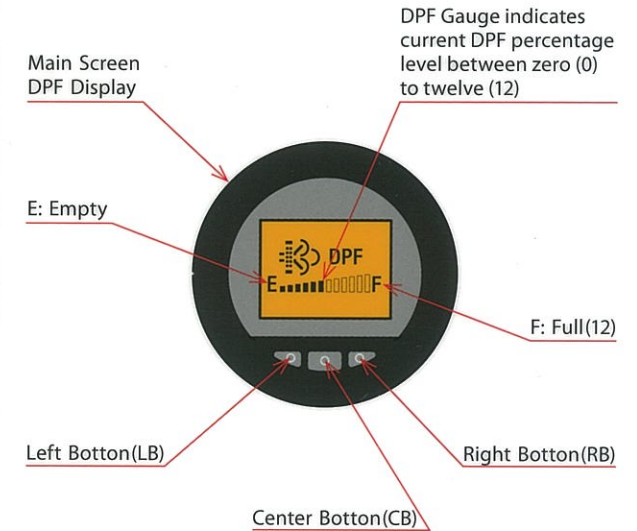 DPF Gauge indicates
current DPF percentage
level between zero (0)
to twelve (12)
Main Screen
DPF Display
E: Empty
DPF
E
F
F: Full(12)
Left Botton(LB)
Right Botton(RB)
Center Botton(CB)